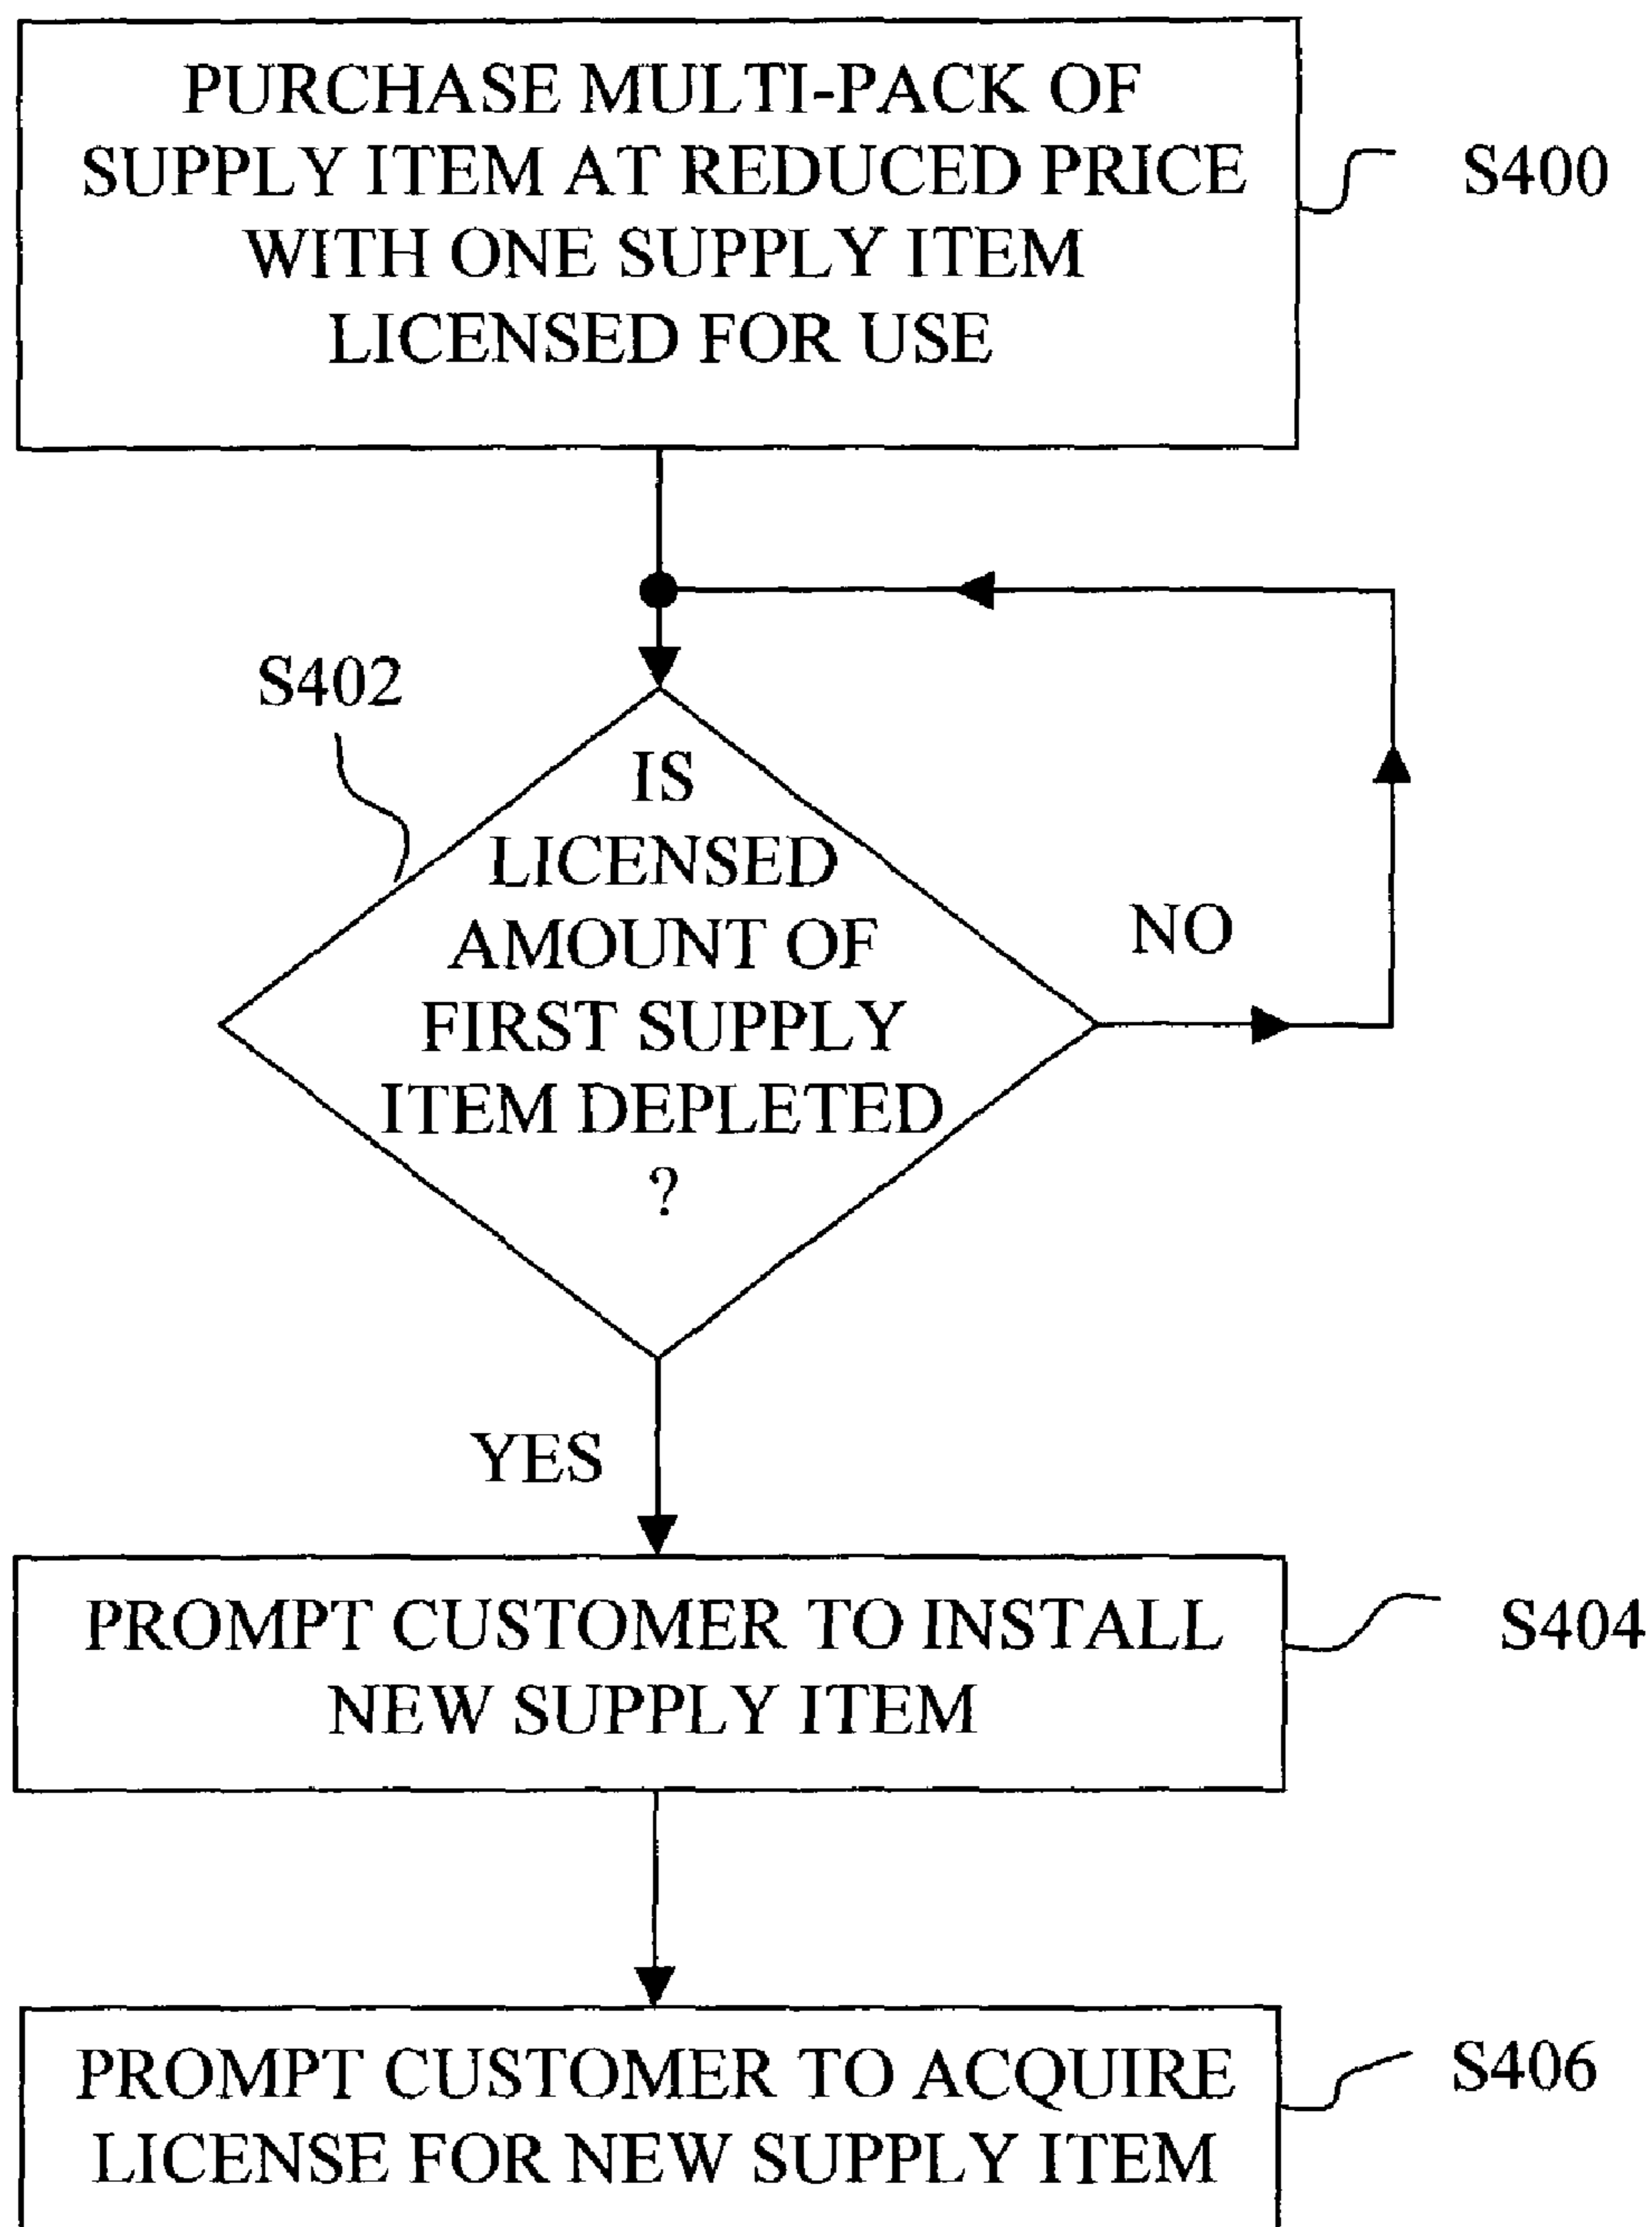 PURCHASE MULTI-PACK OF
SUPPLY ITEM AT REDUCED PRICE
WITH ONE SUPPLY ITEM
LICENSED FOR USE
S400
S402
IS
LICENSED
AMOUNT OF
FIRST SUPPLY
ITEM DEPLETED
?
NO
YES
PROMPT CUSTOMER TO INSTALL
NEW SUPPLY ITEM
S404
PROMPT CUSTOMER TO ACQUIRE
LICENSE FOR NEW SUPPLY ITEM
S406